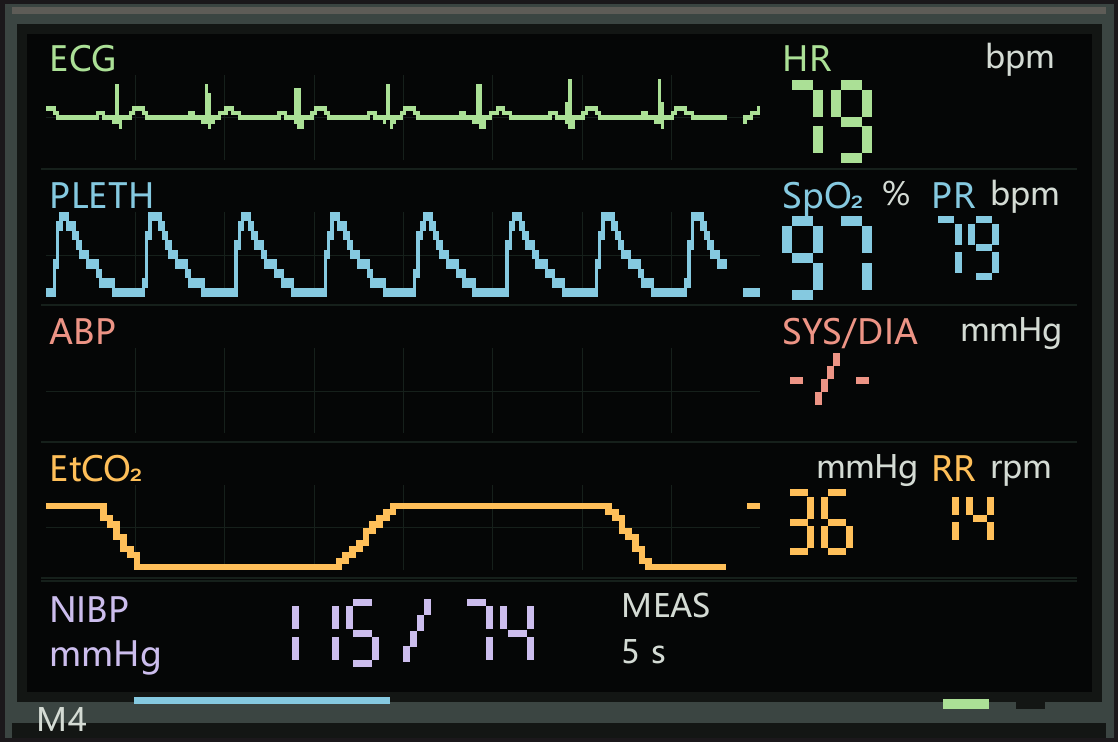 ECG HR bpm
79
PLETH SpO₂ % PR bpm
97 79
ABP SYS/DIA mmHg
-/-
EtCO₂ mmHg RR rpm
36 14
NIBP 115/74 MEAS
mmHg 5 s
M4